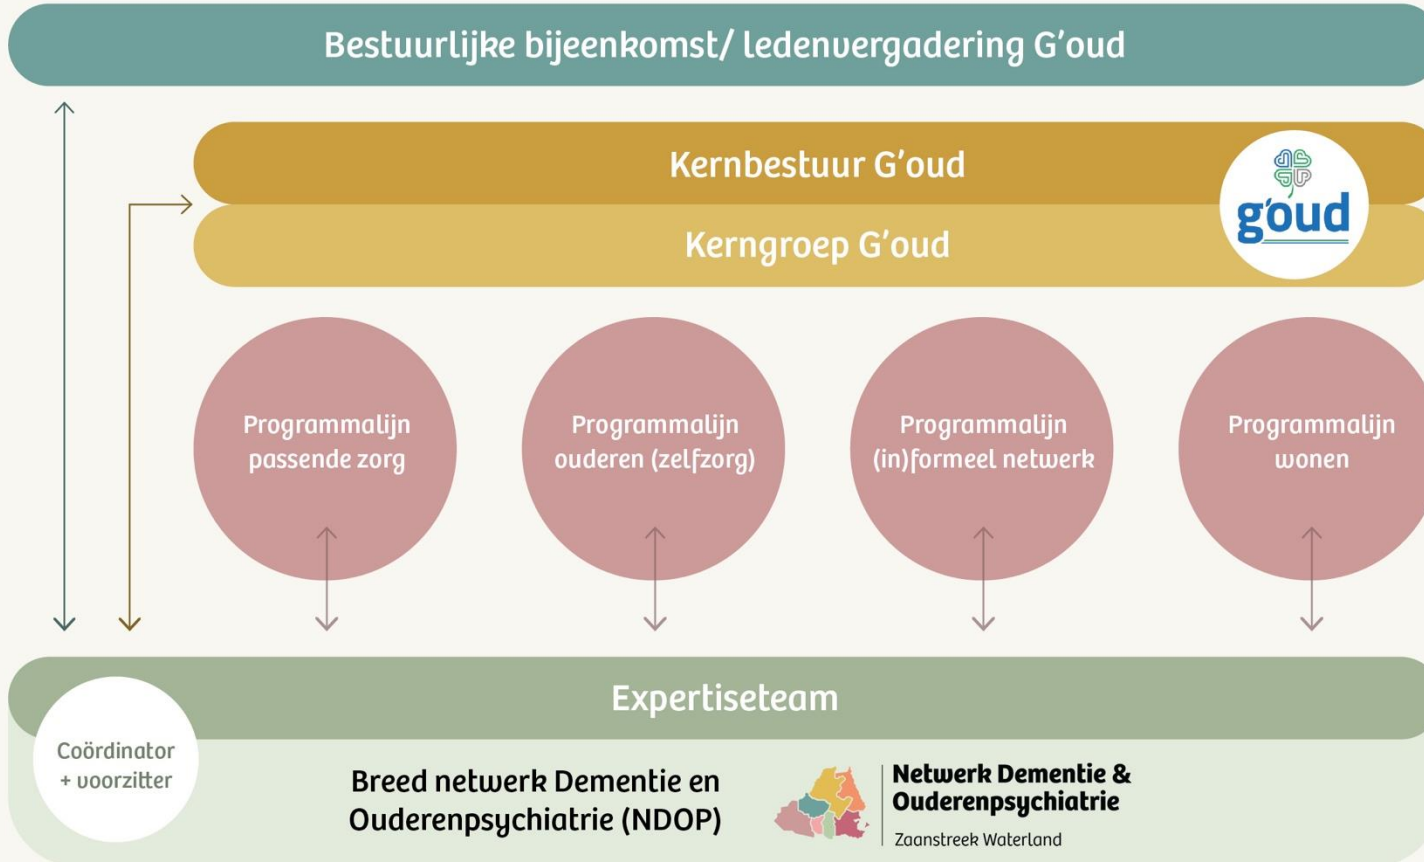 Bestuurlijke bijeenkomst/ ledenvergadering G'oud
Kernbestuur G'oud
Kerngroep G'oud
g'oud
Programmalijn
passende zorg
Programmalijn
ouderen (zelfzorg)
Programmalijn
(in)formeel netwerk
Programmalijn
wonen
Expertiseteam
Coördinator
+ voorzitter
Breed netwerk Dementie en
Ouderenpsychiatrie (NDOP)
Netwerk Dementie &
Ouderenpsychiatrie
Zaanstreek Waterland